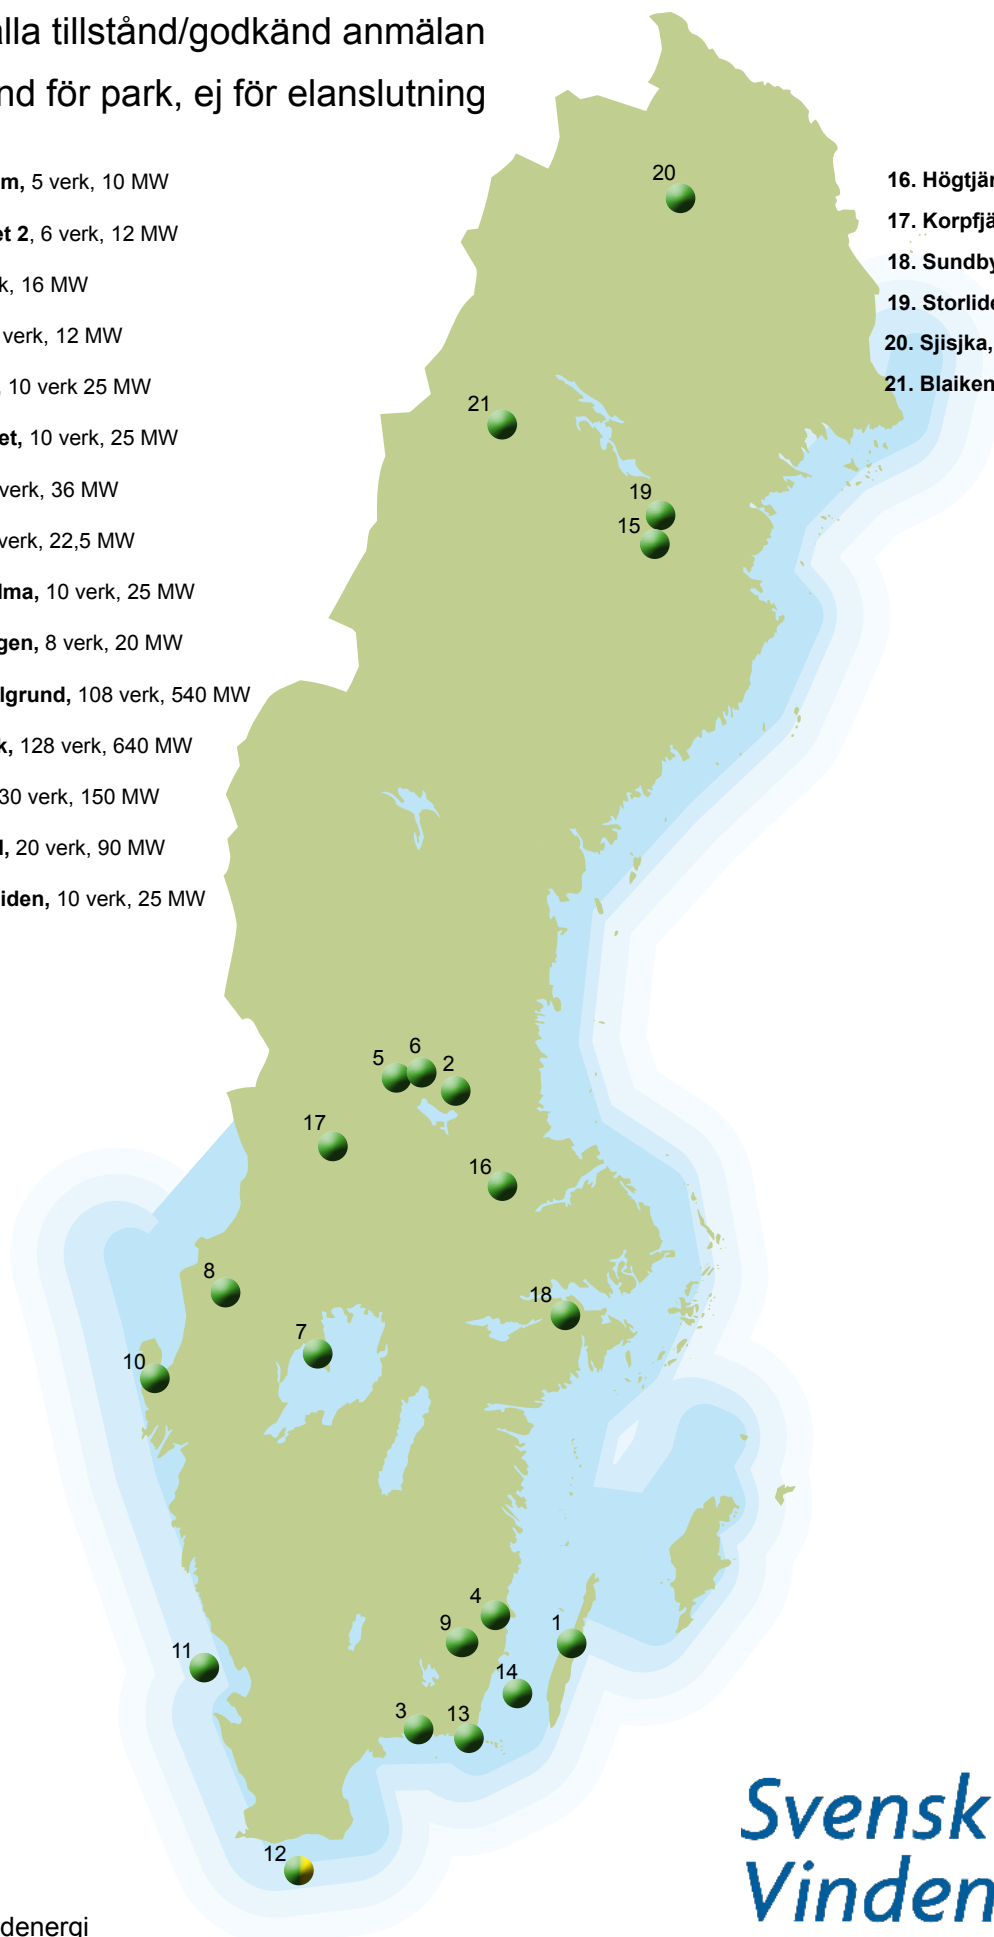 alla tillstånd/godkänd anmälan
nd för park, ej för elanslutning
m, 5 verk, 10 MW
et 2, 6 verk, 12 MW
k, 16 MW
verk, 12 MW
, 10 verk 25 MW
et, 10 verk, 25 MW
verk, 36 MW
verk, 22,5 MW
lma, 10 verk, 25 MW
gen, 8 verk, 20 MW
lgrund, 108 verk, 540 MW
k, 128 verk, 640 MW
30 verk, 150 MW
l, 20 verk, 90 MW
iden, 10 verk, 25 MW
16. Högtjär
17. Korpfjä
18. Sundby
19. Storlide
20. Sjisjka,
21. Blaiken
20
21
19
15
5
6
2
17
16
8
18
7
10
4
9
1
11
14
3
13
12
Svensk
Vinden
denergi